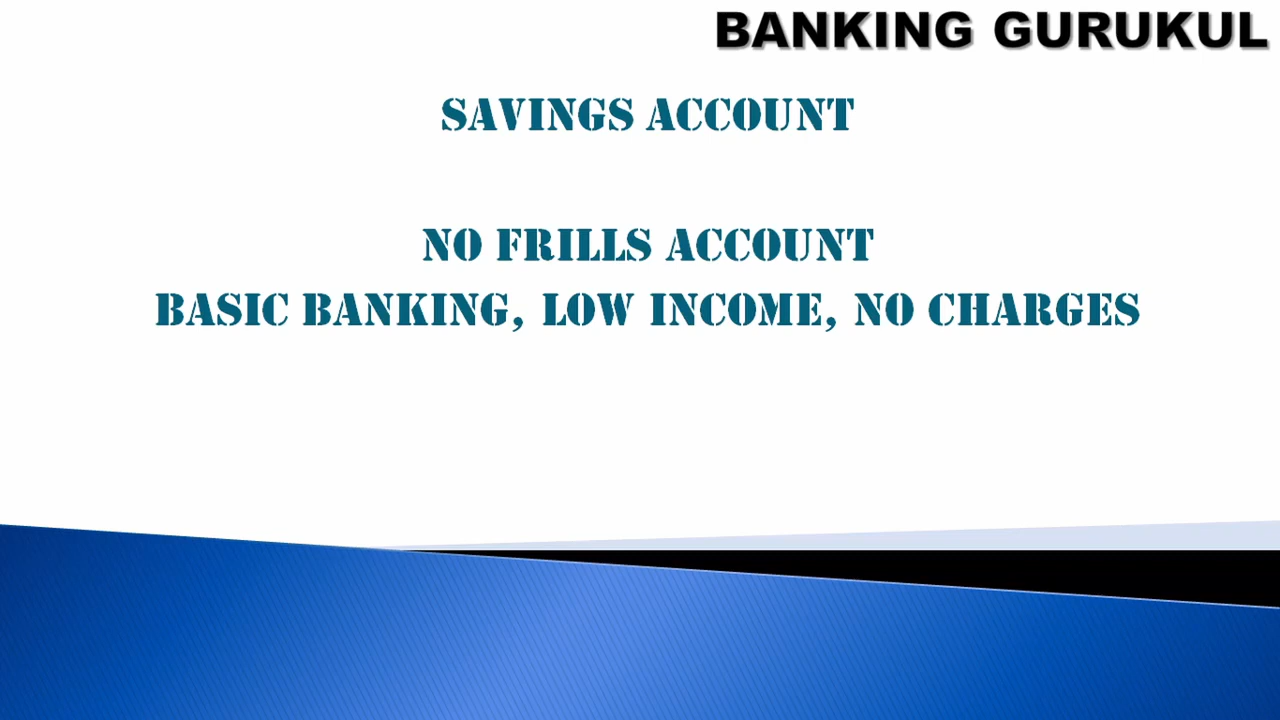 BANKING GURUKUL
SAVINGS ACCOUNT
NO FRILLS ACCOUNT
BASIC BANKING, LOW INCOME, NO CHARGES